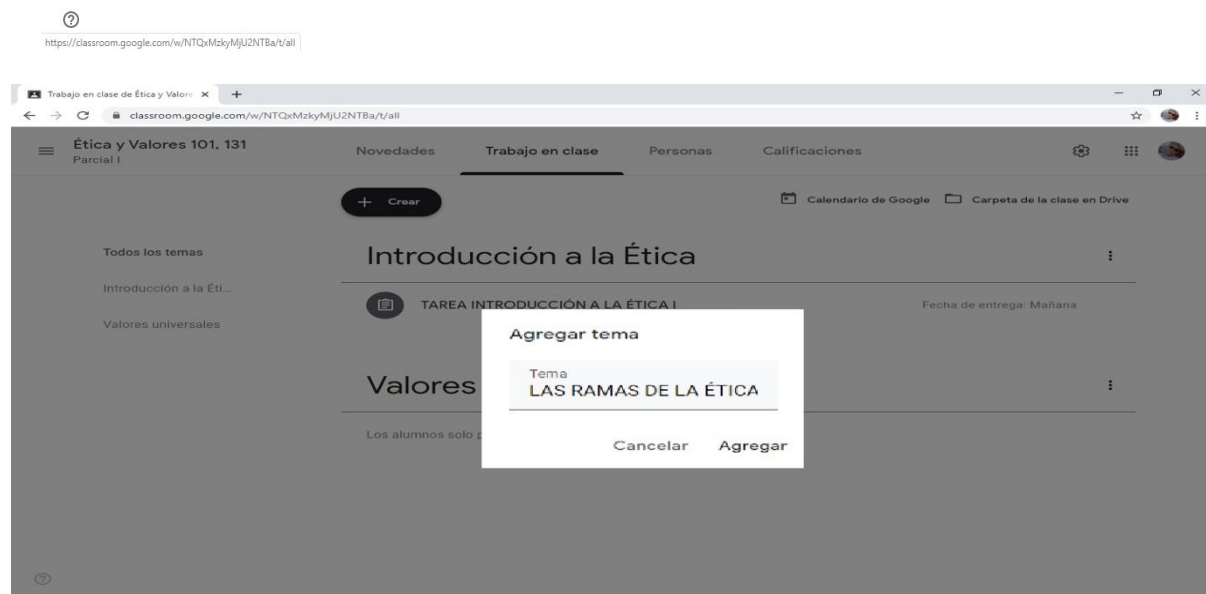 https://classroom.google.com/w/NTQxMzkyMjU2NTBa/t/all
Trabajo en clase de Ética y Valore
classroom.google.com/w/NTQxMzkyMjU2NTBa/t/all
Ética y Valores 101, 131
Parcial I
Novedades Trabajo en clase Personas Calificaciones
+ Crear
Calendario de Google Carpeta de la clase en Drive
Todos los temas
Introducción a la Éti...
Valores universales
Introducción a la Ética
TAREA INTRODUCCIÓN A LA ÉTICA I
Fecha de entrega: Mañana
Valores
Los alumnos solo p
Agregar tema
Tema
LAS RAMAS DE LA ÉTICA
Cancelar Agregar